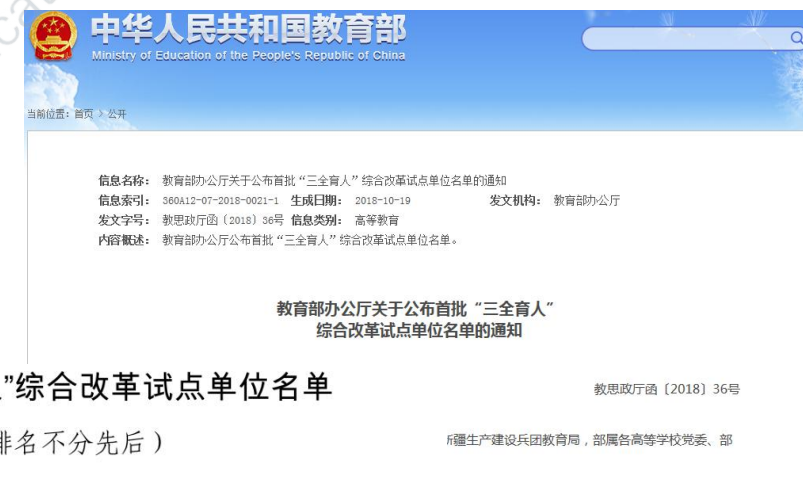 中华人民共和国教育部
Ministry of Education of the People's Republic of China
当前位置：首页 > 公开
信息名称： 教育部办公厅关于公布首批“三全育人”综合改革试点单位名单的通知
信息索引： 360A12-07-2018-0021-1 生成日期： 2018-10-19 发文机构： 教育部办公厅
发文字号： 教思政厅函〔2018〕36号 信息类别： 高等教育
内容概述： 教育部办公厅公布首批“三全育人”综合改革试点单位名单。
教育部办公厅关于公布首批“三全育人”
综合改革试点单位名单的通知
”综合改革试点单位名单
教思政厅函〔2018〕36号
排名不分先后）
疆生产建设兵团教育局，部属各高等学校党委、部